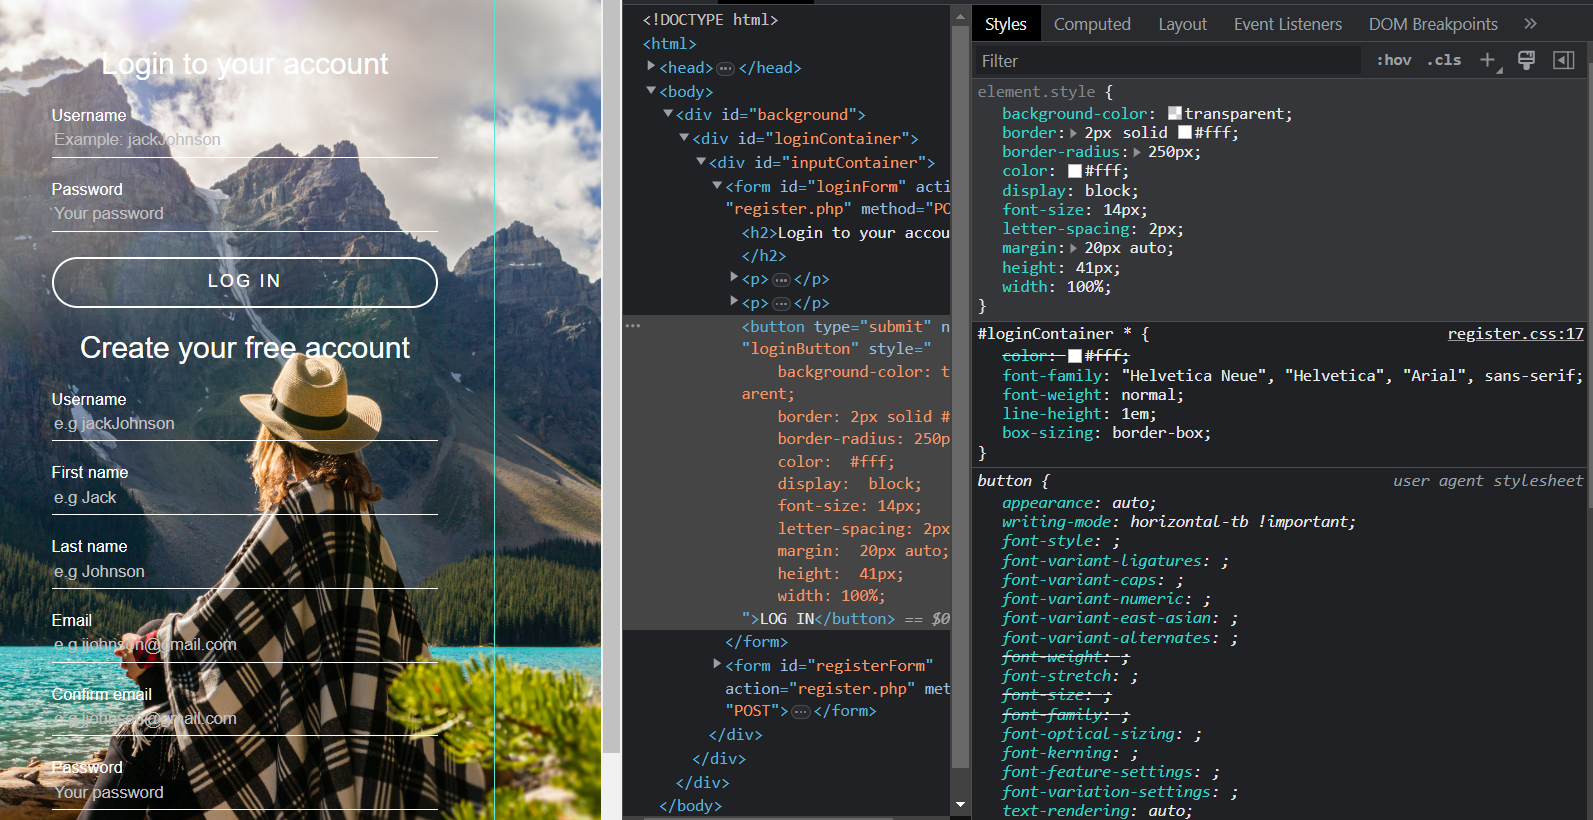 Login to your account
Username
Example: jackJohnson
Password
Your password
LOG IN
Create your free account
Username
e.g jackJohnson
First name
e.g Jack
Last name
e.g Johnson
Email
e.g jjohnson@gmail.com
Confirm email
e.g jjohnson@gmail.com
Password
Your password
<!DOCTYPE html>
<html>
<head>…</head>
<body>
<div id="background">
<div id="loginContainer">
<div id="inputContainer">
<form id="loginForm" acti
"register.php" method="PO
<h2>Login to your accou
</h2>
<p>…</p>
<p>…</p>
<button type="submit" n
"loginButton" style="
background-color: t
arent;
border: 2px solid #
border-radius: 250p
color:  #fff;
display:  block;
font-size: 14px;
letter-spacing: 2px
margin:  20px auto;
height:  41px;
width: 100%;
">LOG IN</button> == $0
</form>
<form id="registerForm"
action="register.php" met
"POST">…</form>
</div>
</div>
</div>
</body>
Styles Computed Layout Event Listeners DOM Breakpoints »
Filter :hov .cls +
element.style {
background-color: transparent;
border: 2px solid #fff;
border-radius: 250px;
color: #fff;
display: block;
font-size: 14px;
letter-spacing: 2px;
margin: 20px auto;
height: 41px;
width: 100%;
}
#loginContainer * { register.css:17
color: #fff;
font-family: "Helvetica Neue", "Helvetica", "Arial", sans-serif;
font-weight: normal;
line-height: 1em;
box-sizing: border-box;
}
button { user agent stylesheet
appearance: auto;
writing-mode: horizontal-tb !important;
font-style: ;
font-variant-ligatures: ;
font-variant-caps: ;
font-variant-numeric: ;
font-variant-east-asian: ;
font-variant-alternates: ;
font-weight: ;
font-stretch: ;
font-size: ;
font-family: ;
font-optical-sizing: ;
font-kerning: ;
font-feature-settings: ;
font-variation-settings: ;
text-rendering: auto;